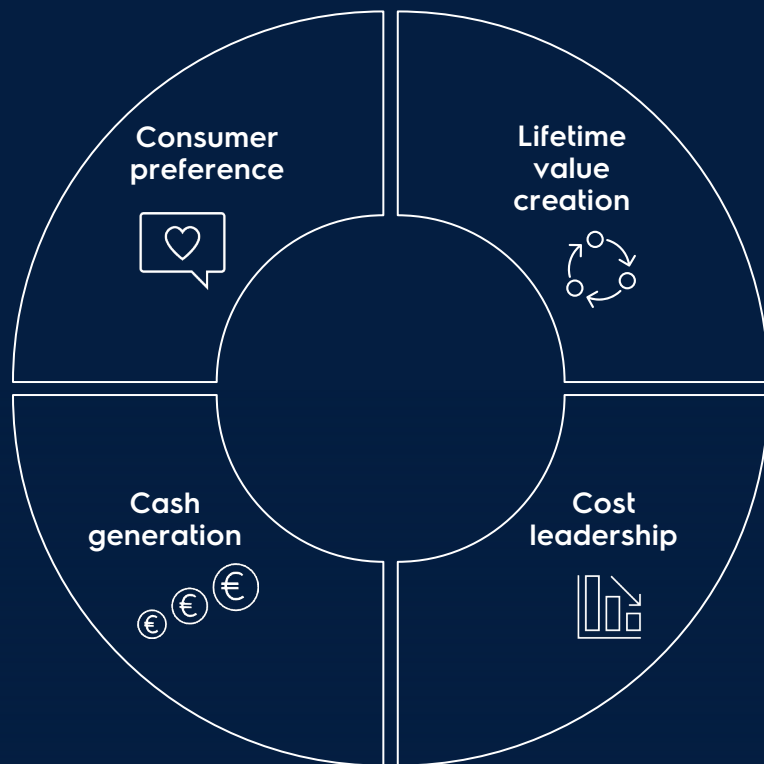 Consumer
preference
Lifetime
value
creation
Cash
generation
€ € €
Cost
leadership